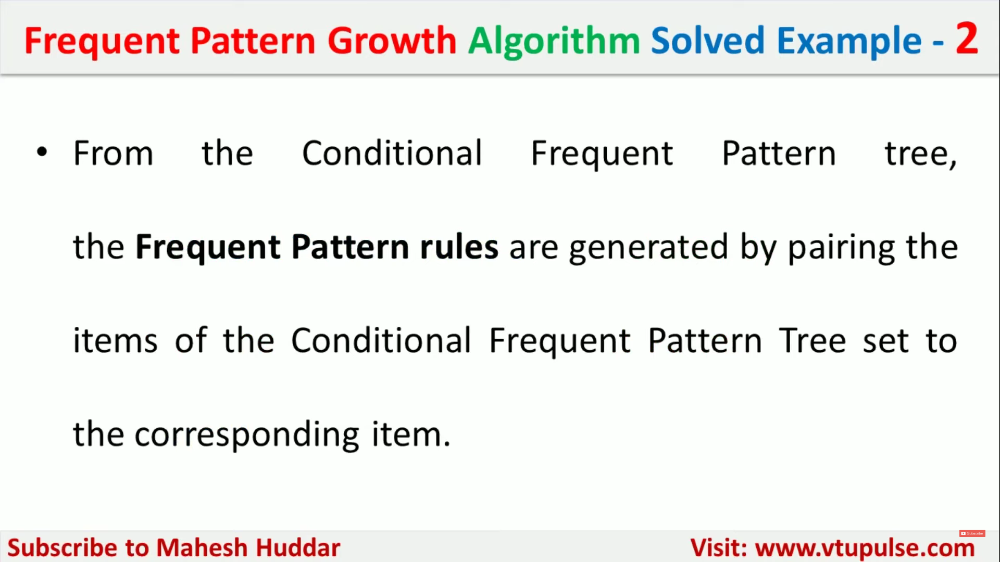 Frequent Pattern Growth Algorithm Solved Example - 2
• From the Conditional Frequent Pattern tree,
the Frequent Pattern rules are generated by pairing the
items of the Conditional Frequent Pattern Tree set to
the corresponding item.
Subscribe
Subscribe to Mahesh Huddar
Visit: www.vtupulse.com